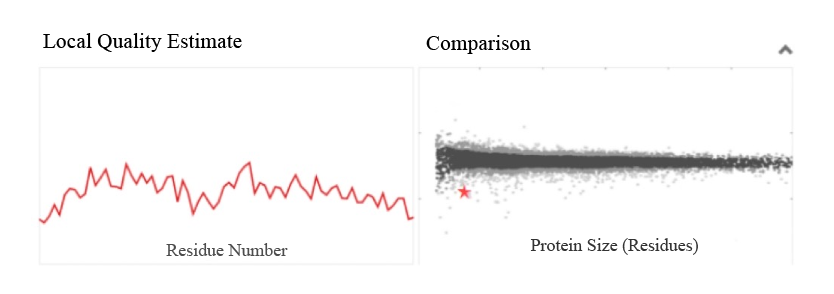 Local Quality Estimate
Comparison
Residue Number
Protein Size (Residues)